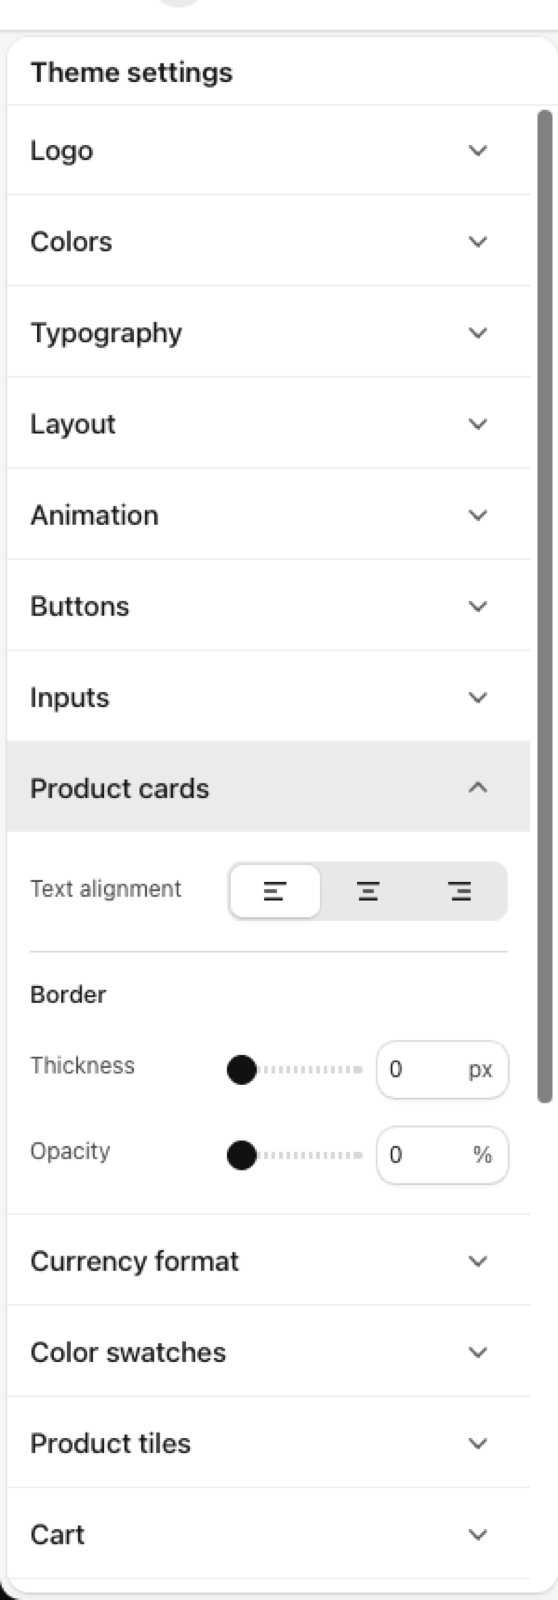 Theme settings
Logo
Colors
Typography
Layout
Animation
Buttons
Inputs
Product cards
Text alignment
Border
Thickness 0 px
Opacity 0 %
Currency format
Color swatches
Product tiles
Cart